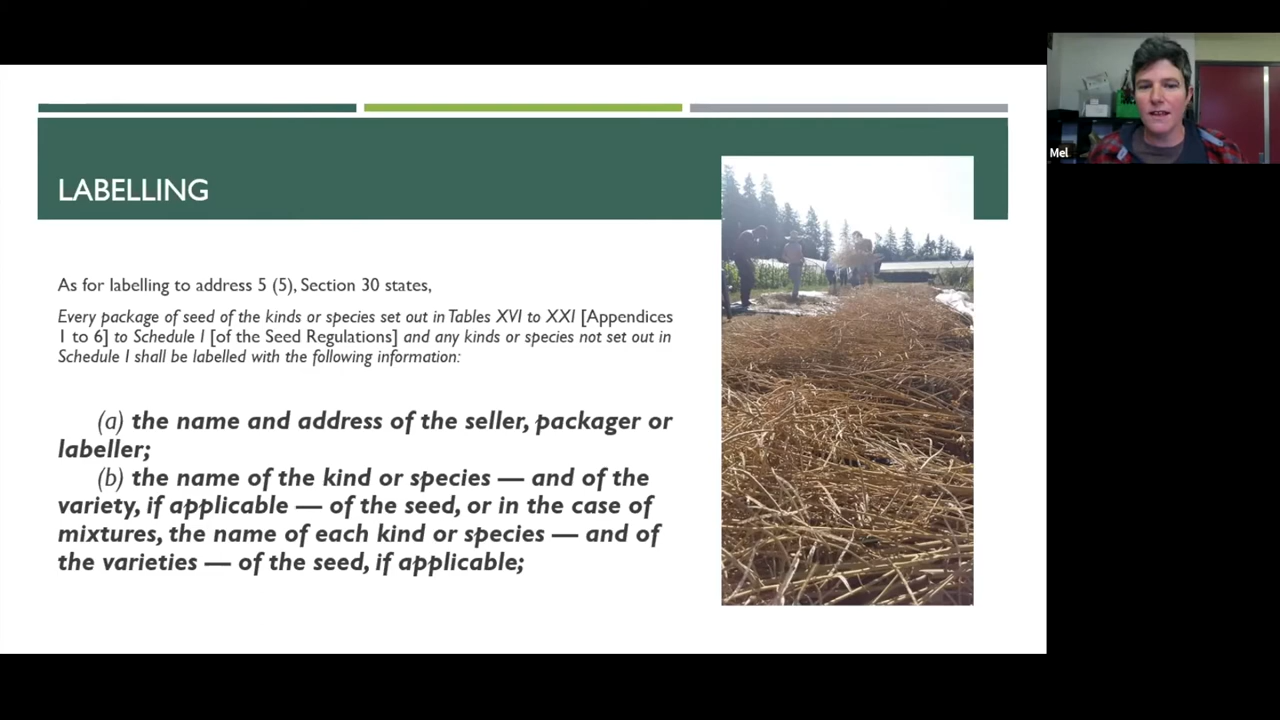 LABELLING
As for labelling to address 5 (5), Section 30 states,
Every package of seed of the kinds or species set out in Tables XVI to XXI [Appendices
1 to 6] to Schedule I [of the Seed Regulations] and any kinds or species not set out in
Schedule I shall be labelled with the following information:
(a) the name and address of the seller, packager or
labeller;
(b) the name of the kind or species — and of the
variety, if applicable — of the seed, or in the case of
mixtures, the name of each kind or species — and of
the varieties — of the seed, if applicable;
Mel